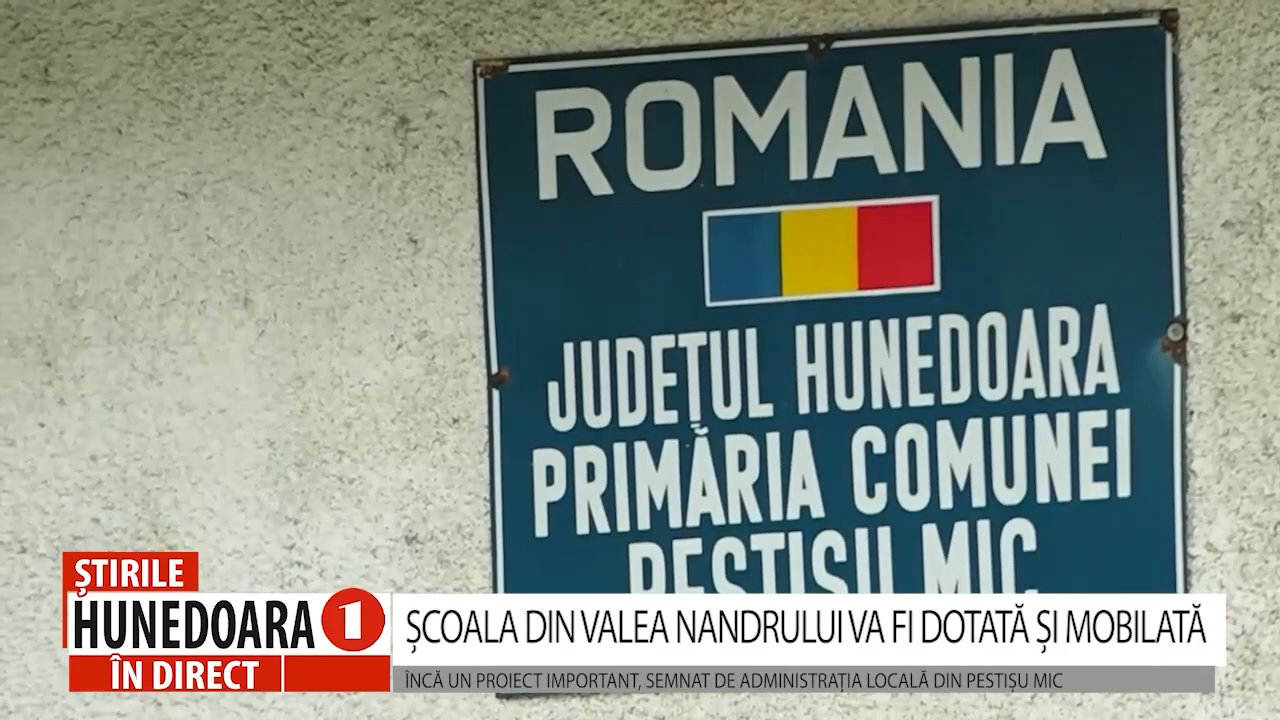 ROMANIA
JUDEȚUL HUNEDOARA
PRIMĂRIA COMUNEI
PESTIȘU MIC
ȘTIRILE
HUNEDOARA 1
ÎN DIRECT
ȘCOALA DIN VALEA NANDRULUI VA FI DOTATĂ ȘI MOBILATĂ
ÎNCĂ UN PROIECT IMPORTANT, SEMNAT DE ADMINISTRAȚIA LOCALĂ DIN PESTIȘU MIC